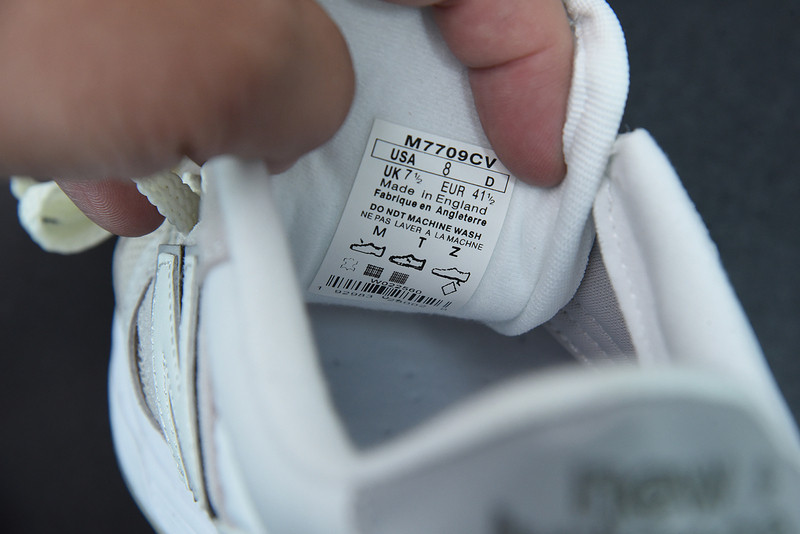 M7709CV
USA 8 D
UK 7½ EUR 41½
Made in England
Fabrique en Angleterre
DO NOT MACHINE WASH
NE PAS LAVER A LA MACHINE
M T Z
new